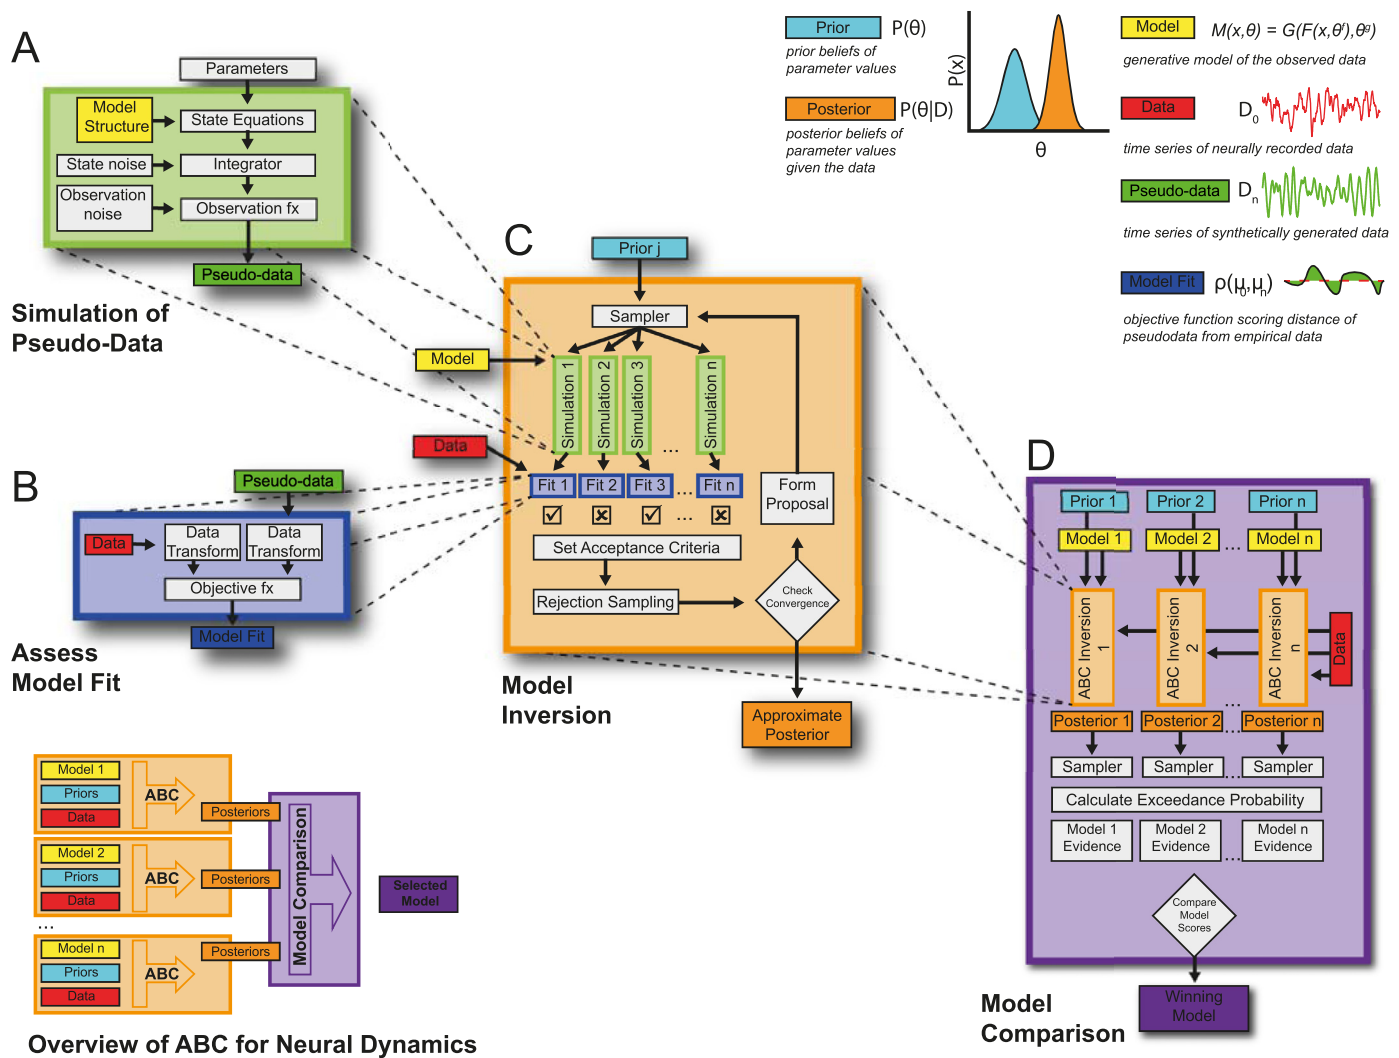 A
Parameters
Model
Structure
State Equations
State noise
Integrator
Observation
noise
Observation fx
Pseudo-data
Simulation of
Pseudo-Data
B
Pseudo-data
Data
Data
Transform
Data
Transform
Objective fx
Model Fit
Assess
Model Fit
C
Prior j
Sampler
Model
Simulation 1
Simulation 2
Simulation 3
...
Simulation n
Data
Fit 1
Fit 2
Fit 3
...
Fit n
...
Form
Proposal
Set Acceptance Criteria
Rejection Sampling
Check
Convergence
Model
Inversion
Approximate
Posterior
Prior P(θ)
prior beliefs of
parameter values
Posterior P(θ|D)
posterior beliefs of
parameter values
given the data
P(x)
θ
Model M(x,θ) = G(F(x,θᶠ),θᵍ)
generative model of the observed data
Data D₀
time series of neurally recorded data
Pseudo-data Dₙ
time series of synthetically generated data
Model Fit ρ(μ₀,μₙ)
objective function scoring distance of
pseudodata from empirical data
D
Prior 1
Prior 2
Prior n
Model 1
Model 2
...
Model n
ABC Inversion
1
ABC Inversion
2
ABC Inversion
n
Data
...
Posterior 1
Posterior 2
...
Posterior n
Sampler
Sampler
...
Sampler
Calculate Exceedance Probability
Model 1
Evidence
Model 2
Evidence
...
Model n
Evidence
Compare
Model
Scores
Model
Comparison
Winning
Model
Model 1
Priors
Data
ABC
Posteriors
Model 2
Priors
Data
ABC
Posteriors
...
Model n
Priors
Data
ABC
Posteriors
Model Comparison
Selected
Model
Overview of ABC for Neural Dynamics